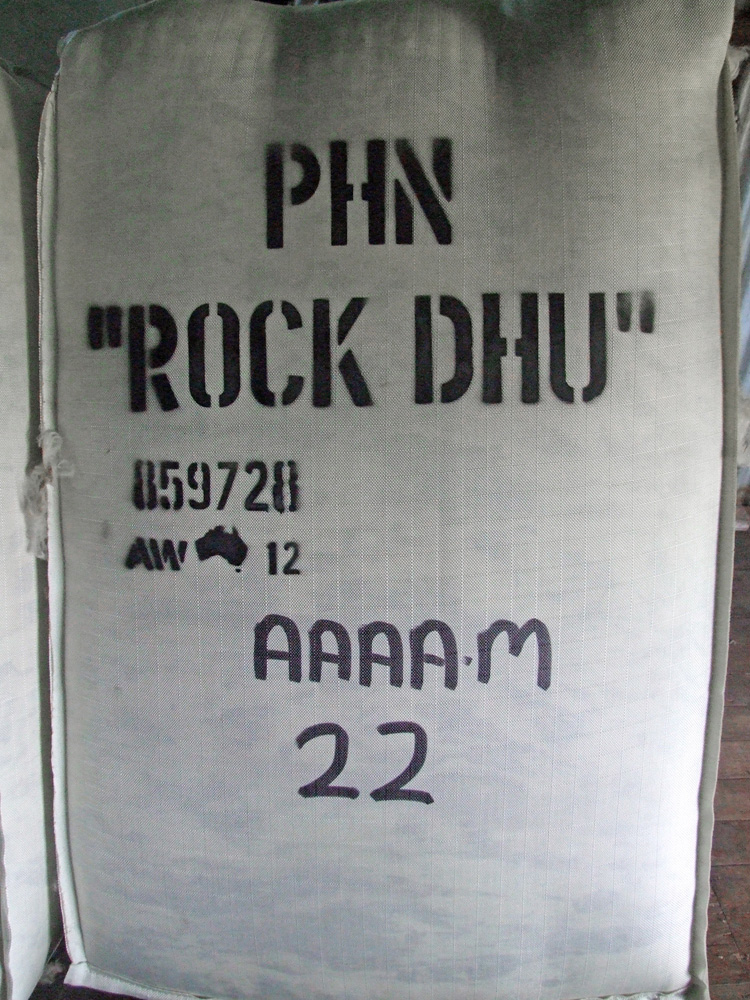 PHN
"ROCK DHU"
859728
AW 12
AAAA.M
22